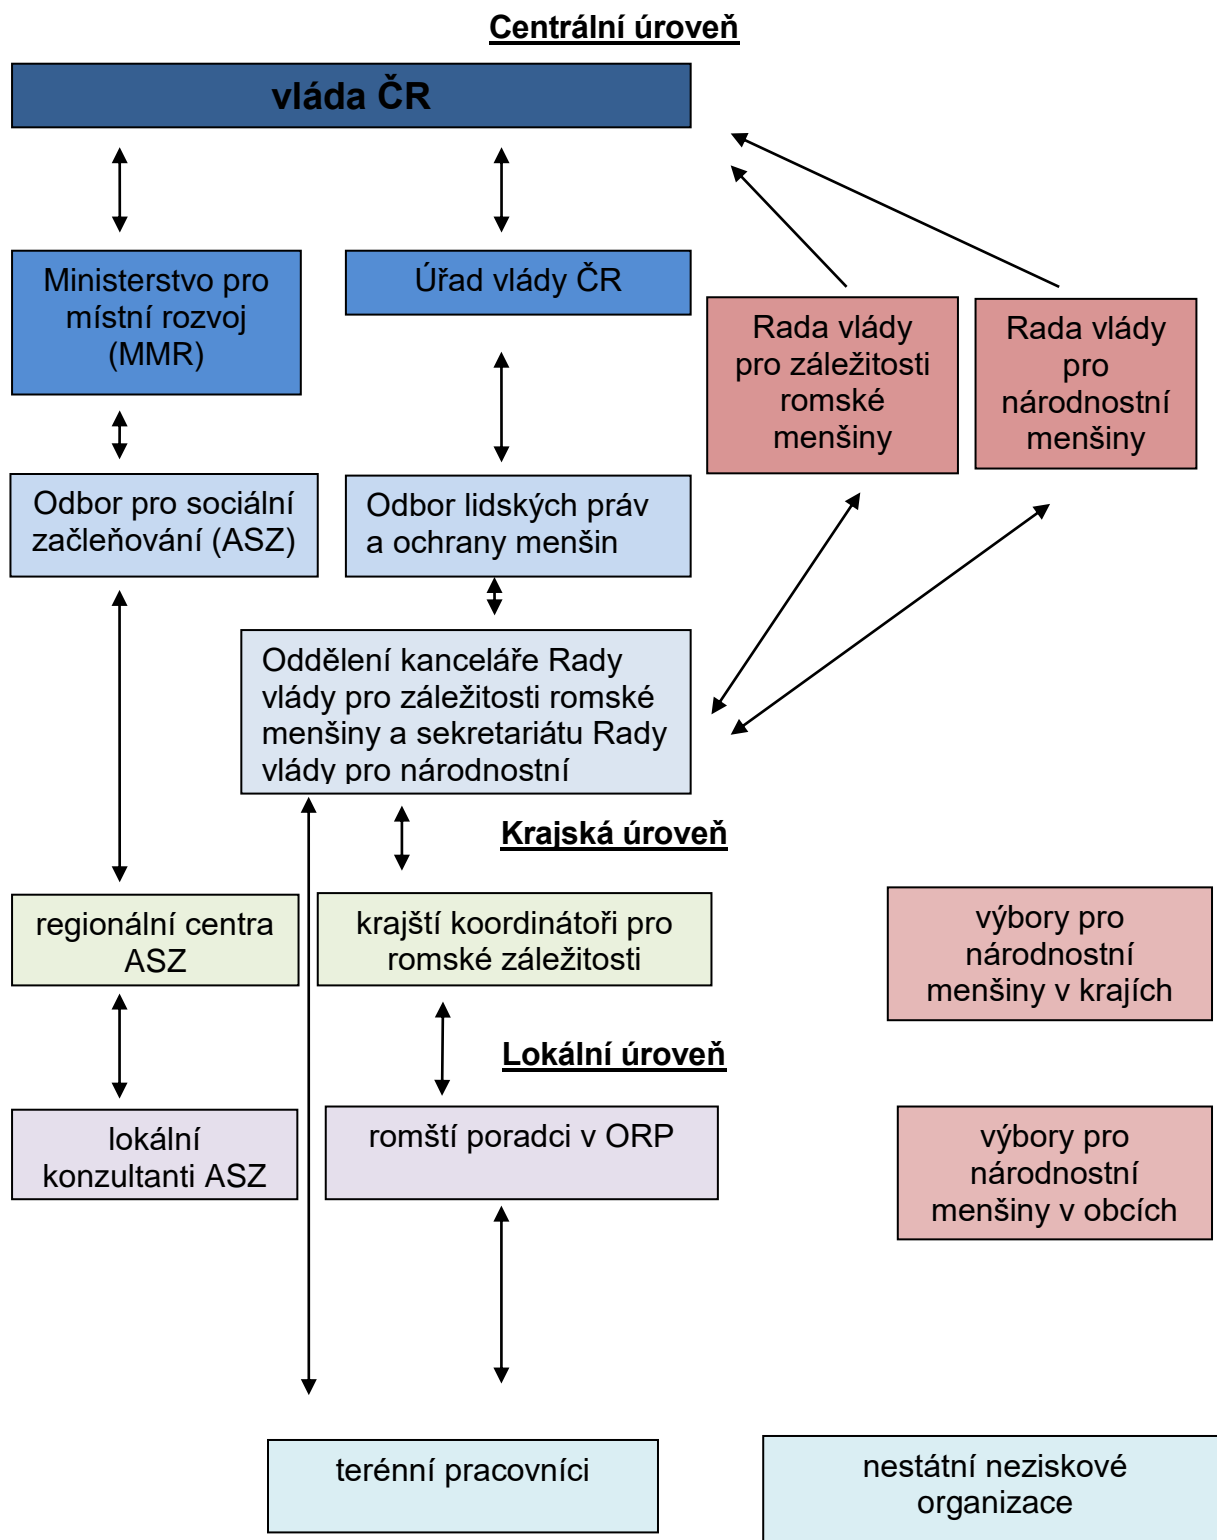 Centrální úroveň
vláda ČR
Ministerstvo pro
místní rozvoj
(MMR)
Úřad vlády ČR
Rada vlády
pro záležitosti
romské
menšiny
Rada vlády
pro
národnostní
menšiny
Odbor pro sociální
začleňování (ASZ)
Odbor lidských práv
a ochrany menšin
Oddělení kanceláře Rady
vlády pro záležitosti romské
menšiny a sekretariátu Rady
vlády pro národnostní
Krajská úroveň
regionální centra
ASZ
krajští koordinátoři pro
romské záležitosti
výbory pro
národnostní
menšiny v krajích
Lokální úroveň
lokální
konzultanti ASZ
romští poradci v ORP
výbory pro
národnostní
menšiny v obcích
terénní pracovníci
nestátní neziskové
organizace